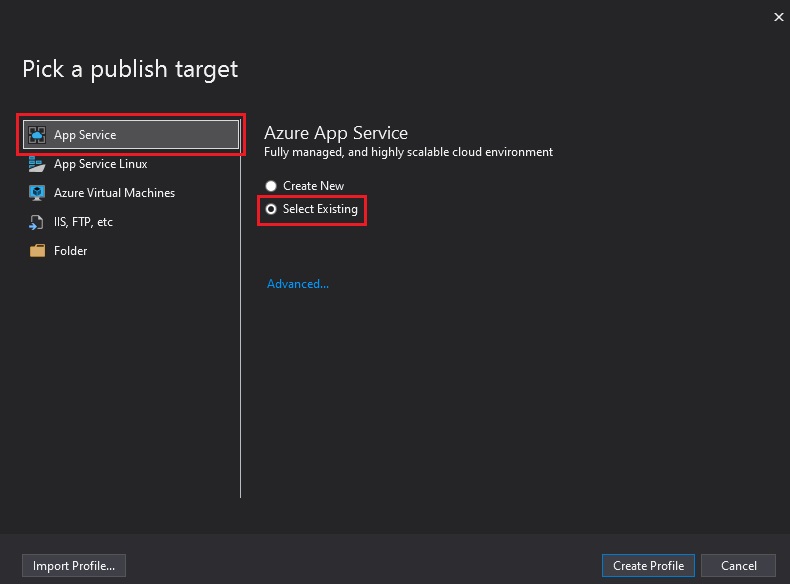 Pick a publish target
App Service
App Service Linux
Azure Virtual Machines
IIS, FTP, etc
Folder
Azure App Service
Fully managed, and highly scalable cloud environment
Create New
Select Existing
Advanced...
Import Profile...
Create Profile
Cancel